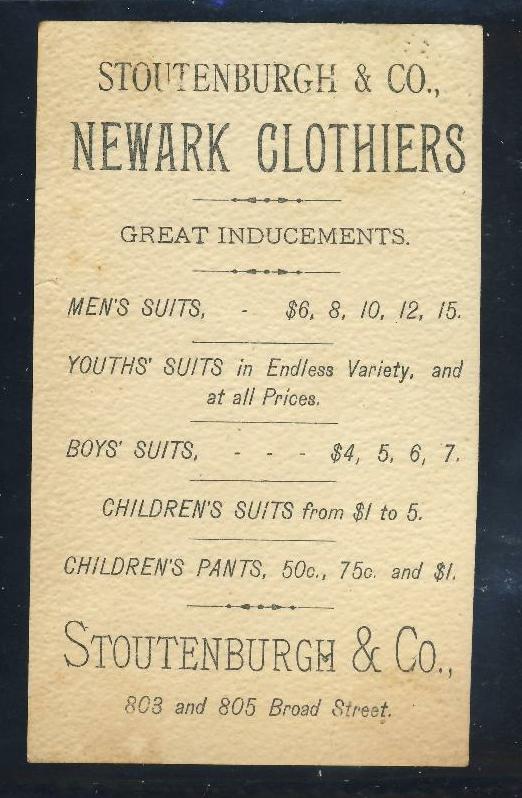 STOUTENBURGH & CO.,
NEWARK CLOTHIERS
GREAT INDUCEMENTS.
MEN'S SUITS, - $6, 8, 10, 12, 15.
YOUTHS' SUITS in Endless Variety, and
at all Prices.
BOYS' SUITS, - - - $4, 5, 6, 7.
CHILDREN'S SUITS from $1 to 5.
CHILDREN'S PANTS, 50c., 75c. and $1.
STOUTENBURGH & CO.,
803 and 805 Broad Street.